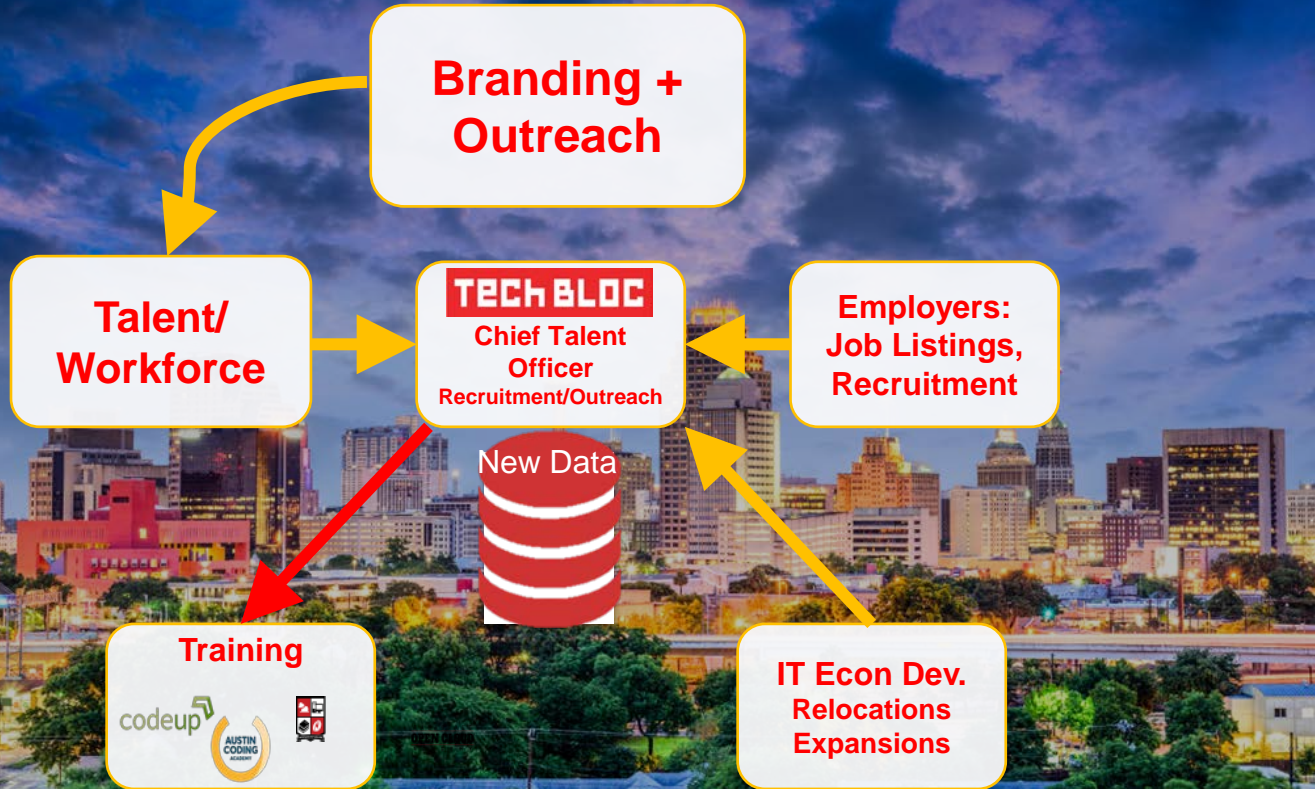 Branding +
Outreach
Talent/
Workforce
TECH BLOC
Chief Talent
Officer
Recruitment/Outreach
Employers:
Job Listings,
Recruitment
New Data
Training
codeup
AUSTIN
CODING
ACADEMY
IT Econ Dev.
Relocations
Expansions